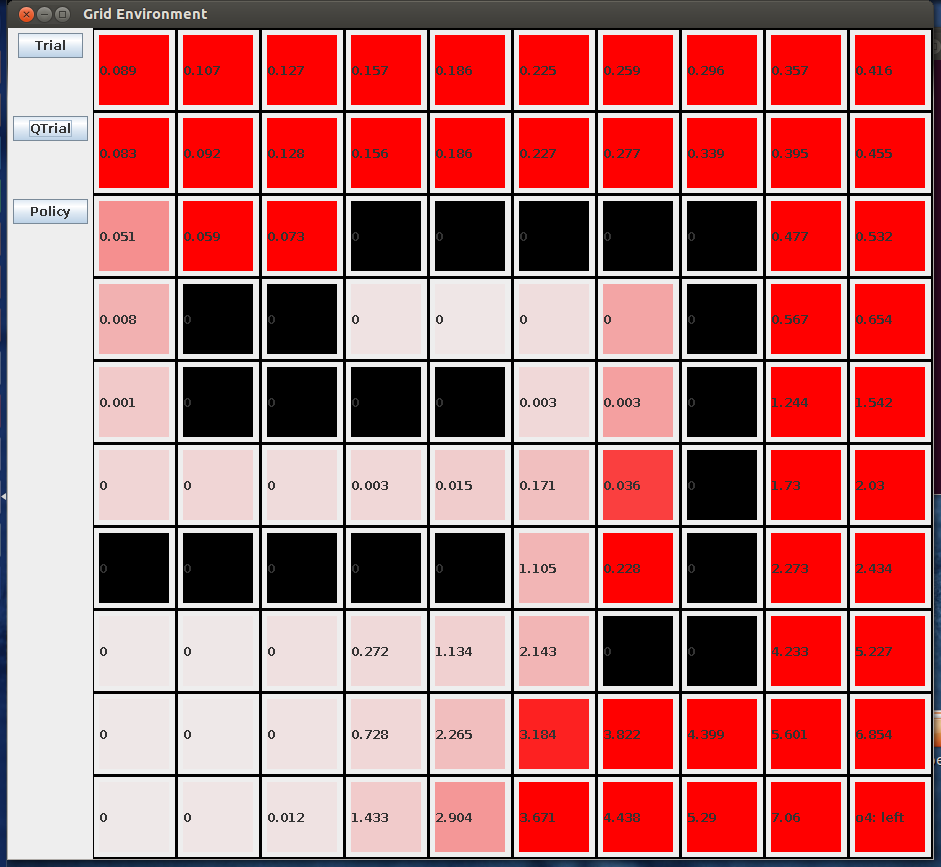 Grid Environment
Trial 0.089 0.107 0.127 0.157 0.186 0.225 0.259 0.296 0.357 0.416
QTrial 0.083 0.092 0.128 0.156 0.186 0.227 0.277 0.339 0.395 0.455
Policy 0.051 0.059 0.073 0 0 0 0 0 0.477 0.532
0.008 0 0 0 0 0 0 0 0.567 0.654
0.001 0 0 0 0 0.003 0.003 0 1.244 1.542
0 0 0 0.003 0.015 0.171 0.036 0 1.73 2.03
0 0 0 0 0 1.105 0.228 0 2.273 2.434
0 0 0 0.272 1.134 2.143 0 0 4.233 5.227
0 0 0 0.728 2.265 3.184 3.822 4.399 5.601 6.854
0 0 0.012 1.433 2.904 3.671 4.438 5.29 7.06 left